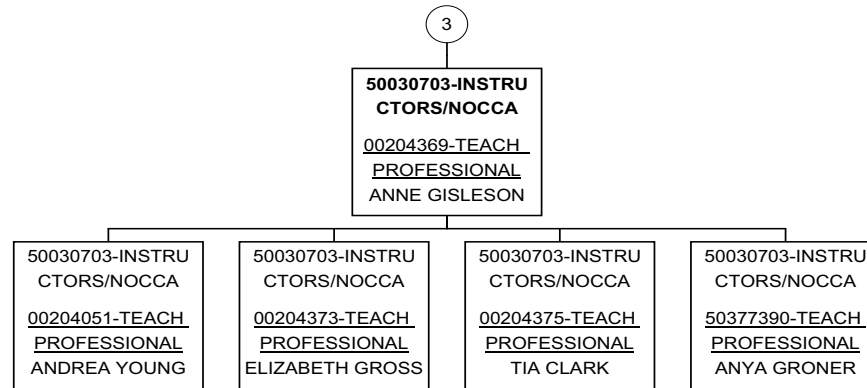 3
50030703-INSTRU
CTORS/NOCCA
00204369-TEACH
PROFESSIONAL
ANNE GISLESON
50030703-INSTRU
CTORS/NOCCA
00204051-TEACH
PROFESSIONAL
ANDREA YOUNG
50030703-INSTRU
CTORS/NOCCA
00204373-TEACH
PROFESSIONAL
ELIZABETH GROSS
50030703-INSTRU
CTORS/NOCCA
00204375-TEACH
PROFESSIONAL
TIA CLARK
50030703-INSTRU
CTORS/NOCCA
50377390-TEACH
PROFESSIONAL
ANYA GRONER